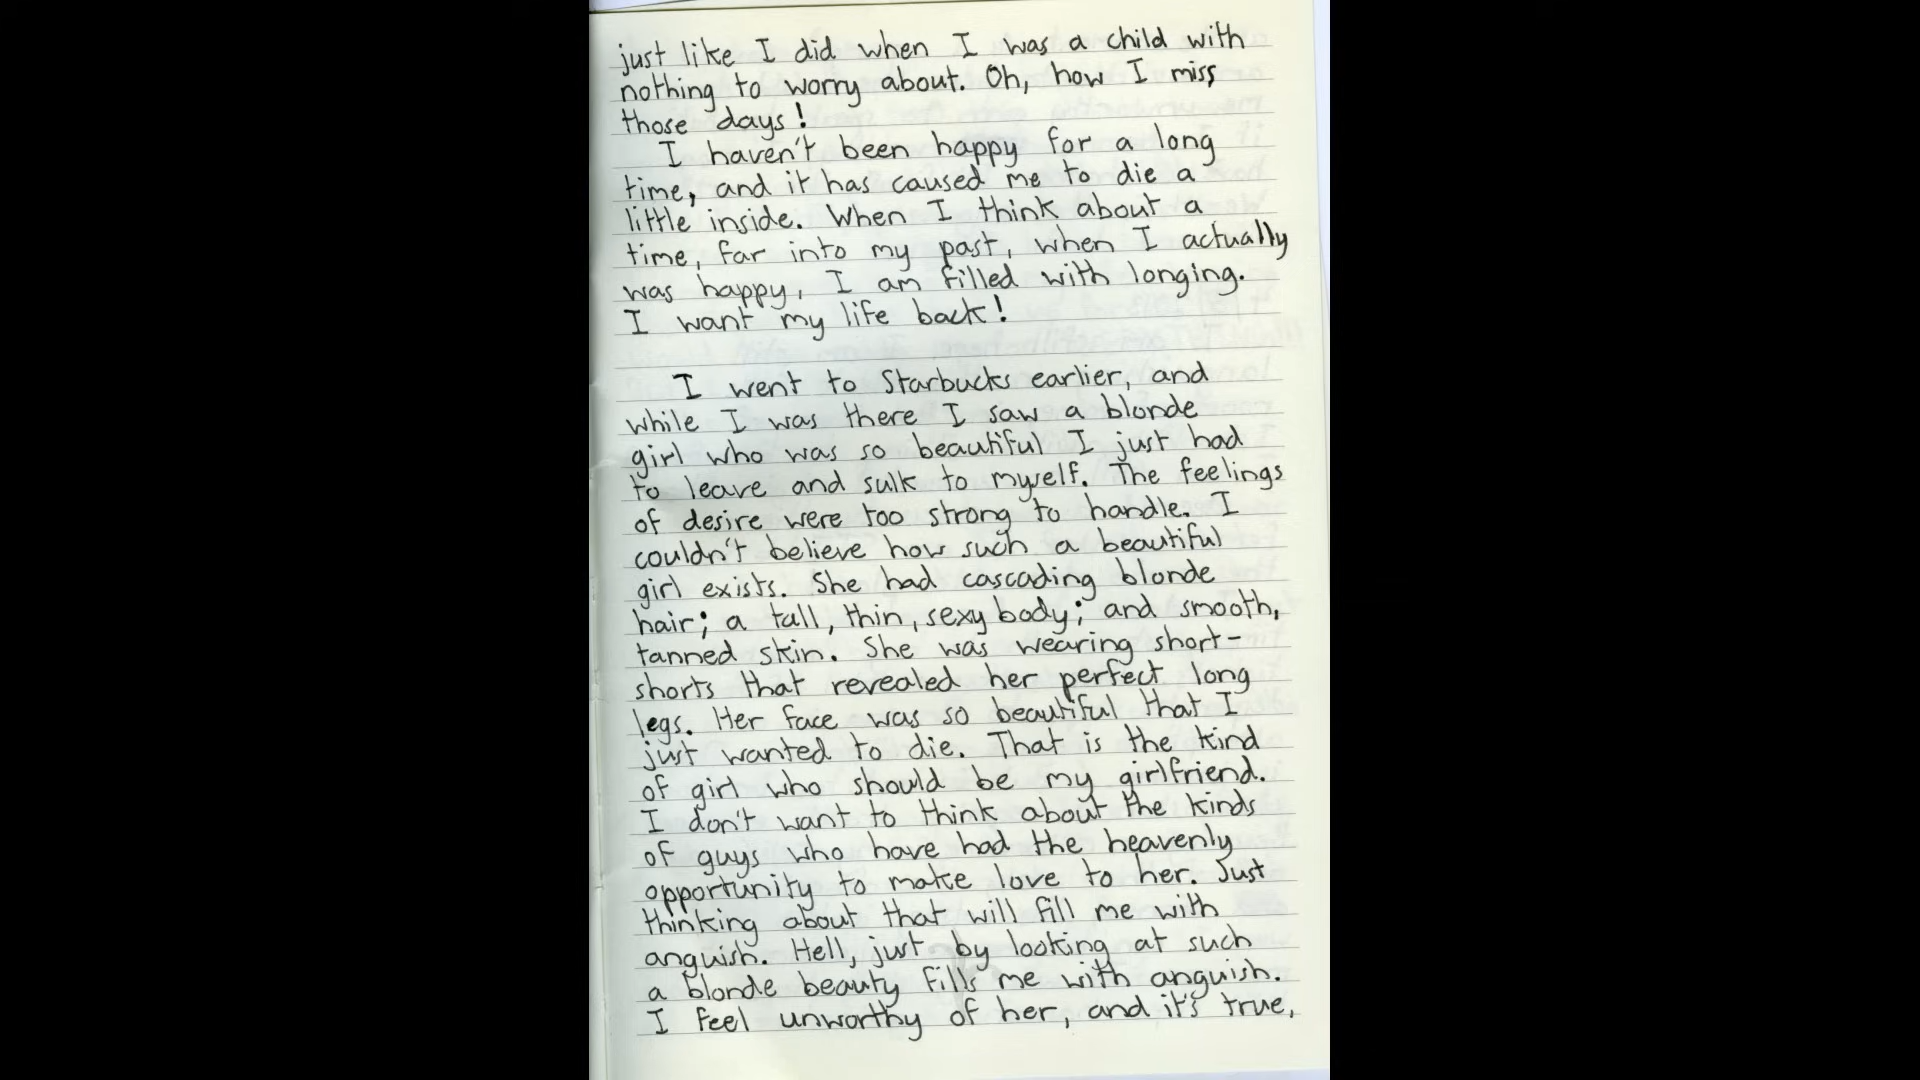 just like I did when I was a child with
nothing to worry about. Oh, how I miss
those days!
I haven't been happy for a long
time, and it has caused me to die a
little inside. When I think about a
time, far into my past, when I actually
was happy, I am filled with longing.
I want my life back!
I went to Starbucks earlier, and
while I was there I saw a blonde
girl who was so beautiful I just had
to leave and sulk to myself. The feelings
of desire were too strong to handle. I
couldn't believe how such a beautiful
girl exists. She had cascading blonde
hair; a tall, thin, sexy body; and smooth,
tanned skin. She was wearing short-
shorts that revealed her perfect long
legs. Her face was so beautiful that I
just wanted to die. That is the kind
of girl who should be my girlfriend.
I don't want to think about the kinds
of guys who have had the heavenly
opportunity to make love to her. Just
thinking about that will fill me with
anguish. Hell, just by looking at such
a blonde beauty fills me with anguish.
I feel unworthy of her, and it's true,